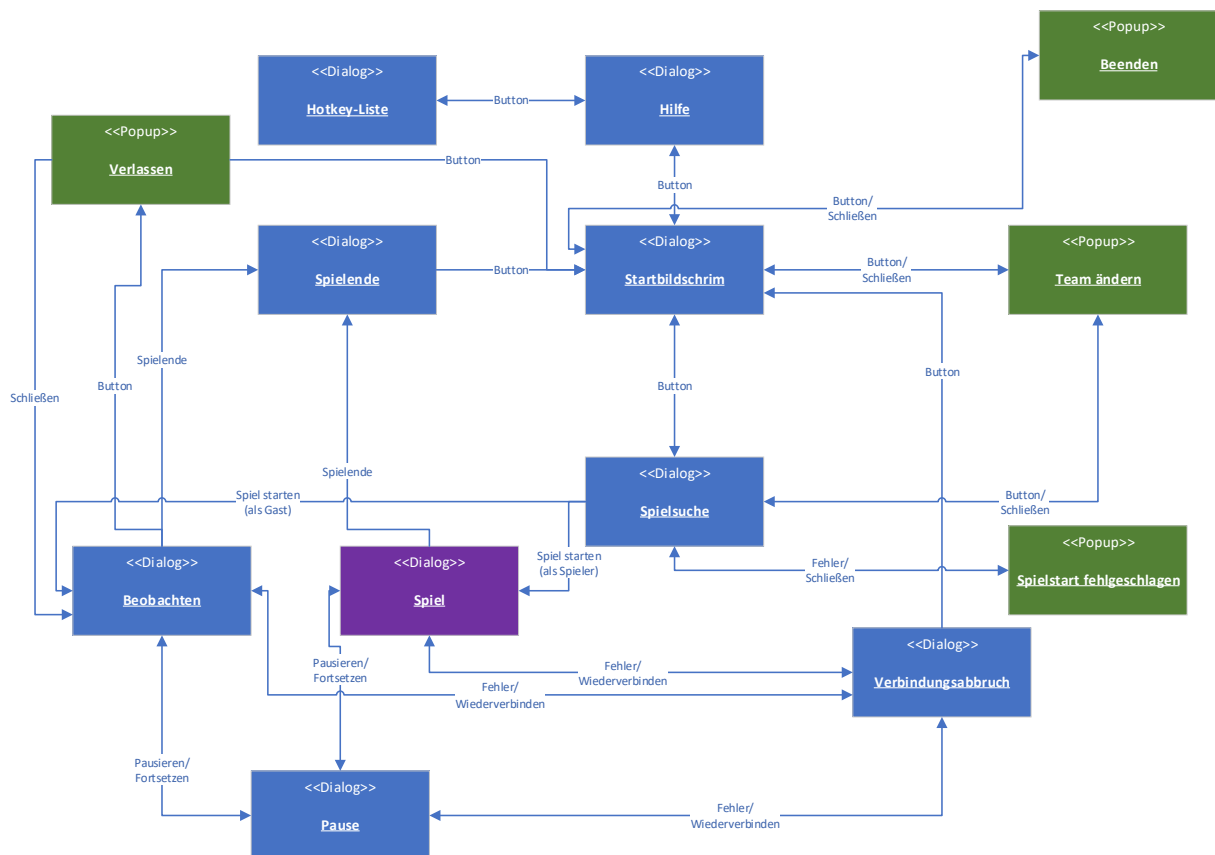 <<Popup>>
Beenden
<<Dialog>>
Hotkey-Liste
Button
<<Dialog>>
Hilfe
<<Popup>>
Verlassen
Button
Button
Button/
Schließen
<<Dialog>>
Spielende
Button
<<Dialog>>
Startbildschrim
Button/
Schließen
<<Popup>>
Team ändern
Spielende
Button
Schließen
Button
Button
Spielende
Spiel starten
(als Gast)
<<Dialog>>
Spielsuche
Button/
Schließen
<<Dialog>>
Beobachten
<<Dialog>>
Spiel
Spiel starten
(als Spieler)
Fehler/
Schließen
<<Popup>>
Spielstart fehlgeschlagen
Pausieren/
Fortsetzen
Fehler/
Wiederverbinden
Fehler/
Wiederverbinden
<<Dialog>>
Verbindungsabbruch
Pausieren/
Fortsetzen
<<Dialog>>
Pause
Fehler/
Wiederverbinden